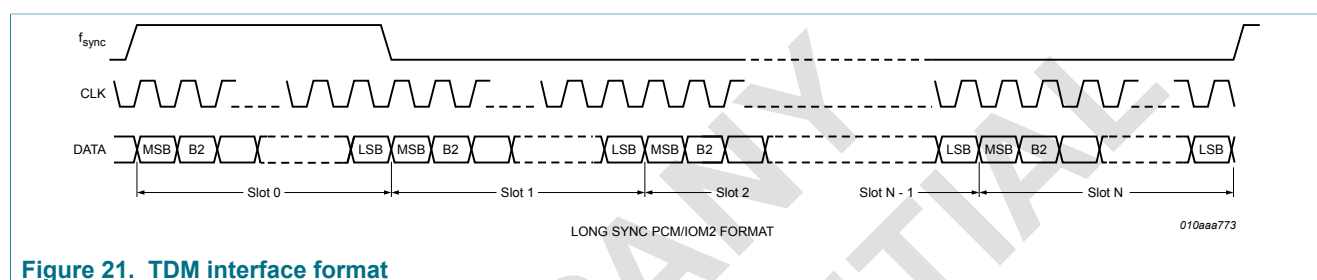 fsync
CLK
DATA MSB B2 LSB MSB B2 LSB MSB B2 LSB MSB B2 LSB
Slot 0 Slot 1 Slot 2 Slot N - 1 Slot N
LONG SYNC PCM/IOM2 FORMAT 010aaa773
Figure 21. TDM interface format